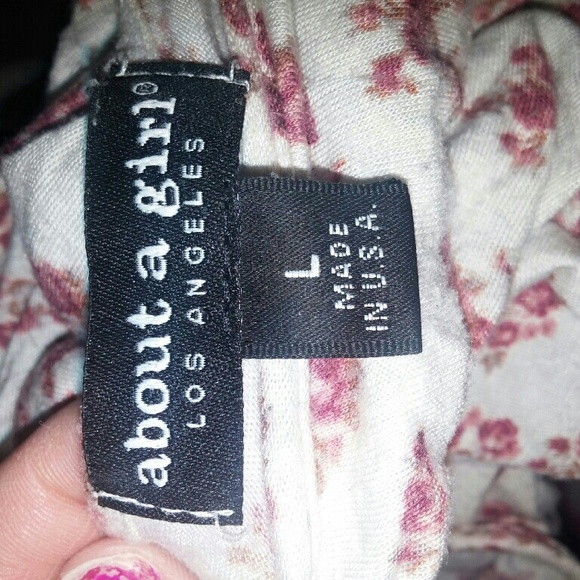 about a girl®
LOS ANGELES
L
MADE
IN U.S.A.